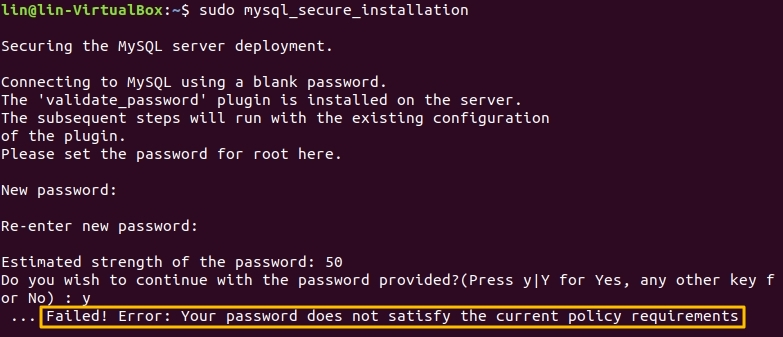 lin@lin-VirtualBox:~$ sudo mysql_secure_installation
Securing the MySQL server deployment.
Connecting to MySQL using a blank password.
The 'validate_password' plugin is installed on the server.
The subsequent steps will run with the existing configuration
of the plugin.
Please set the password for root here.
New password:
Re-enter new password:
Estimated strength of the password: 50
Do you wish to continue with the password provided?(Press y|Y for Yes, any other key f
or No) : y
... Failed! Error: Your password does not satisfy the current policy requirements